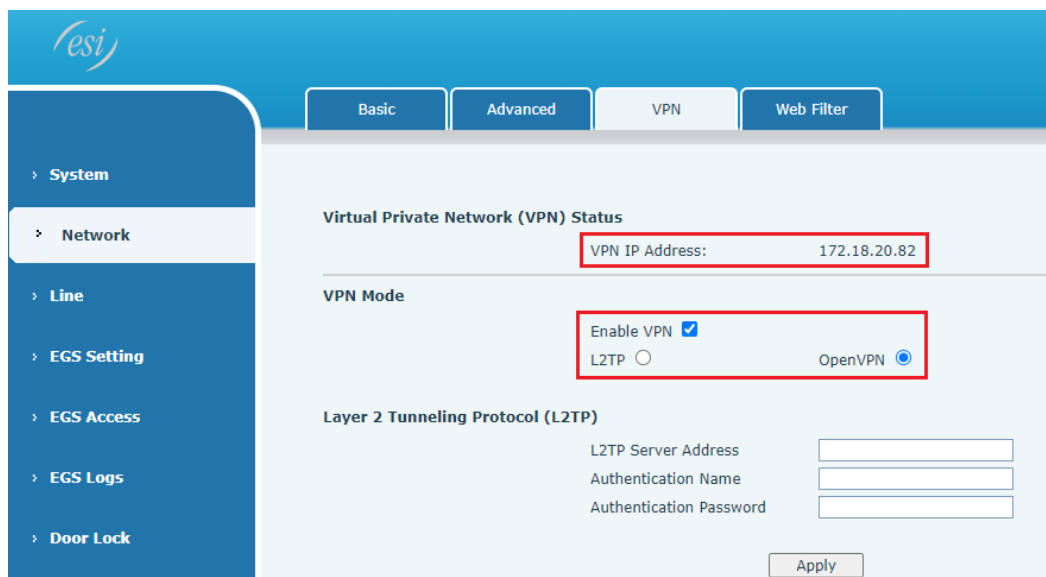 esi
Basic Advanced VPN Web Filter
System
Network
Line
EGS Setting
EGS Access
EGS Logs
Door Lock
Virtual Private Network (VPN) Status
VPN IP Address: 172.18.20.82
VPN Mode
Enable VPN
L2TP OpenVPN
Layer 2 Tunneling Protocol (L2TP)
L2TP Server Address
Authentication Name
Authentication Password
Apply